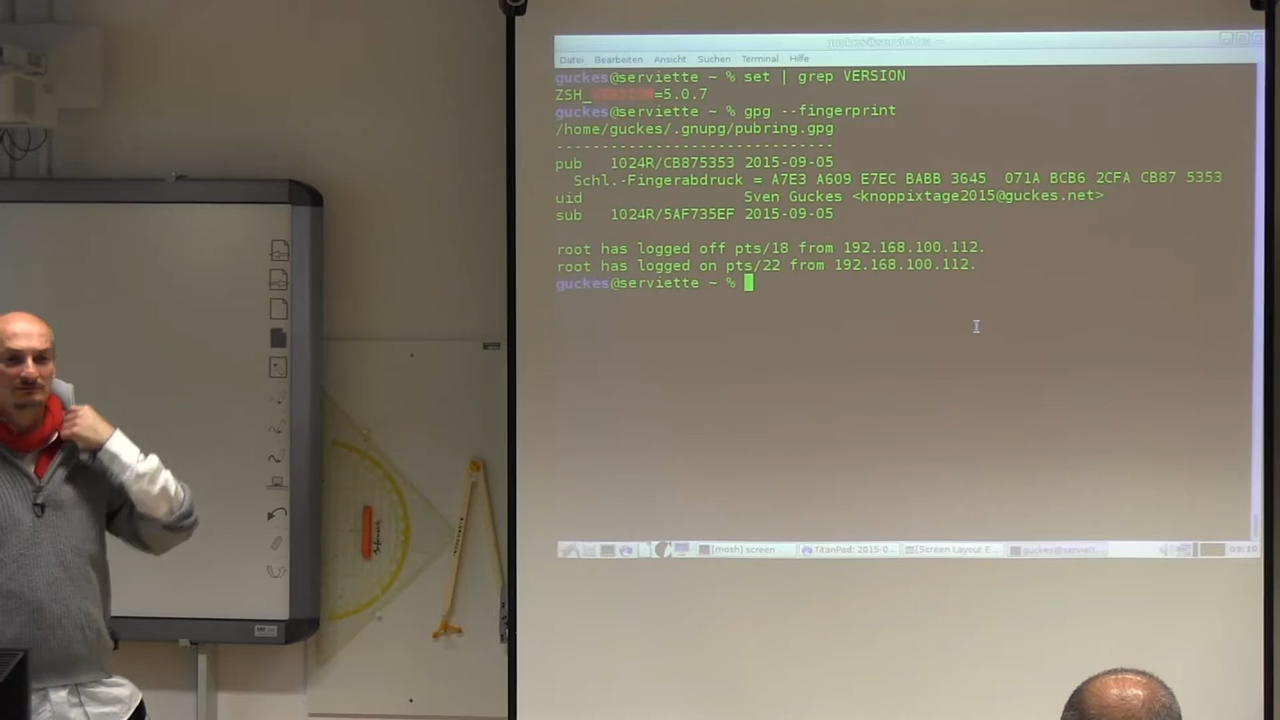 guckes@serviette: ~
Datei Bearbeiten Ansicht Suchen Terminal Hilfe
guckes@serviette ~ % set | grep VERSION
ZSH_VERSION=5.0.7
guckes@serviette ~ % gpg --fingerprint
/home/guckes/.gnupg/pubring.gpg
-------------------------------
pub 1024R/CB875353 2015-09-05
Schl.-Fingerabdruck = A7E3 A609 E7EC BABB 3645 071A BCB6 2CFA CB87 5353
uid Sven Guckes <knoppixtage2015@guckes.net>
sub 1024R/5AF735EF 2015-09-05
root has logged off pts/18 from 192.168.100.112.
root has logged on pts/22 from 192.168.100.112.
guckes@serviette ~ %
[mosh] screen TitanPad: 2015-0... [Screen Layout E... guckes@serviett...